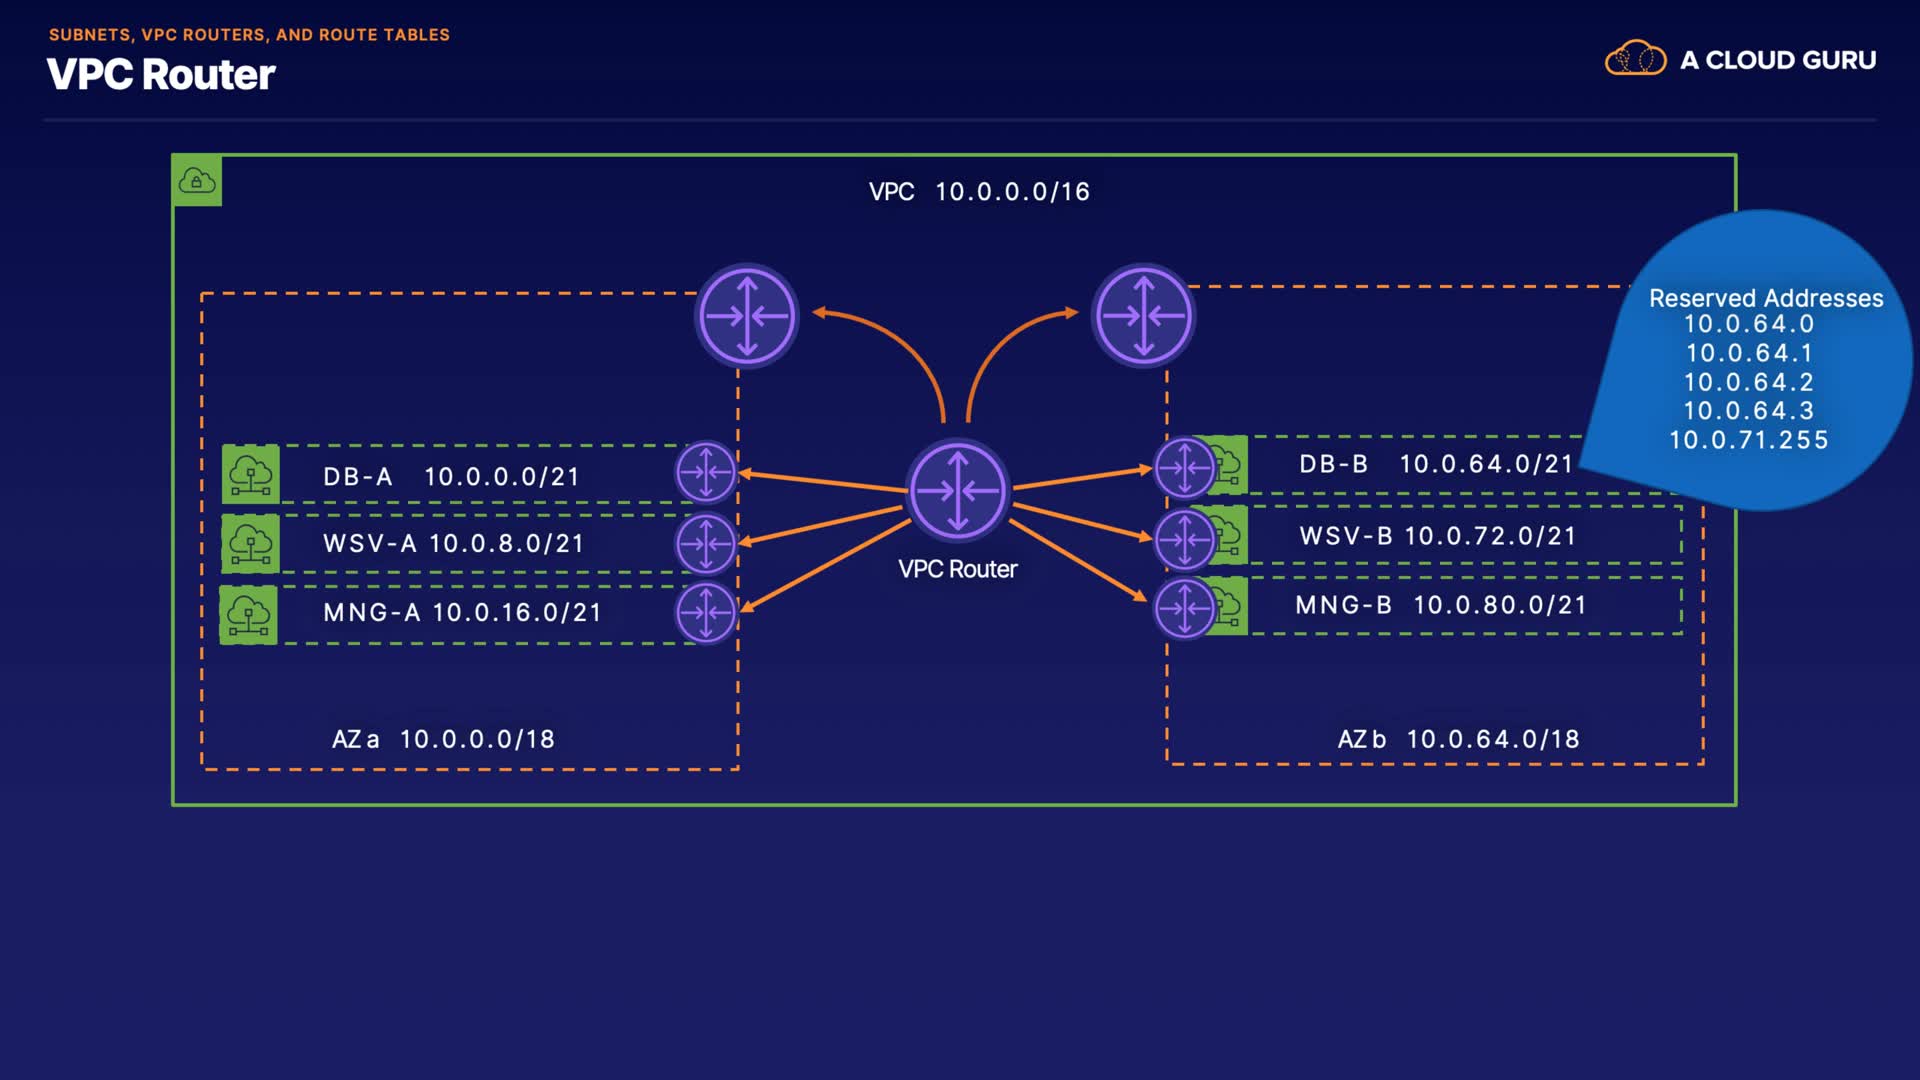 SUBNETS, VPC ROUTERS, AND ROUTE TABLES
VPC Router
A CLOUD GURU
VPC 10.0.0.0/16
Reserved Addresses
10.0.64.0
10.0.64.1
10.0.64.2
10.0.64.3
10.0.71.255
DB-A 10.0.0.0/21
WSV-A 10.0.8.0/21
MNG-A 10.0.16.0/21
VPC Router
DB-B 10.0.64.0/21
WSV-B 10.0.72.0/21
MNG-B 10.0.80.0/21
AZa 10.0.0.0/18
AZb 10.0.64.0/18